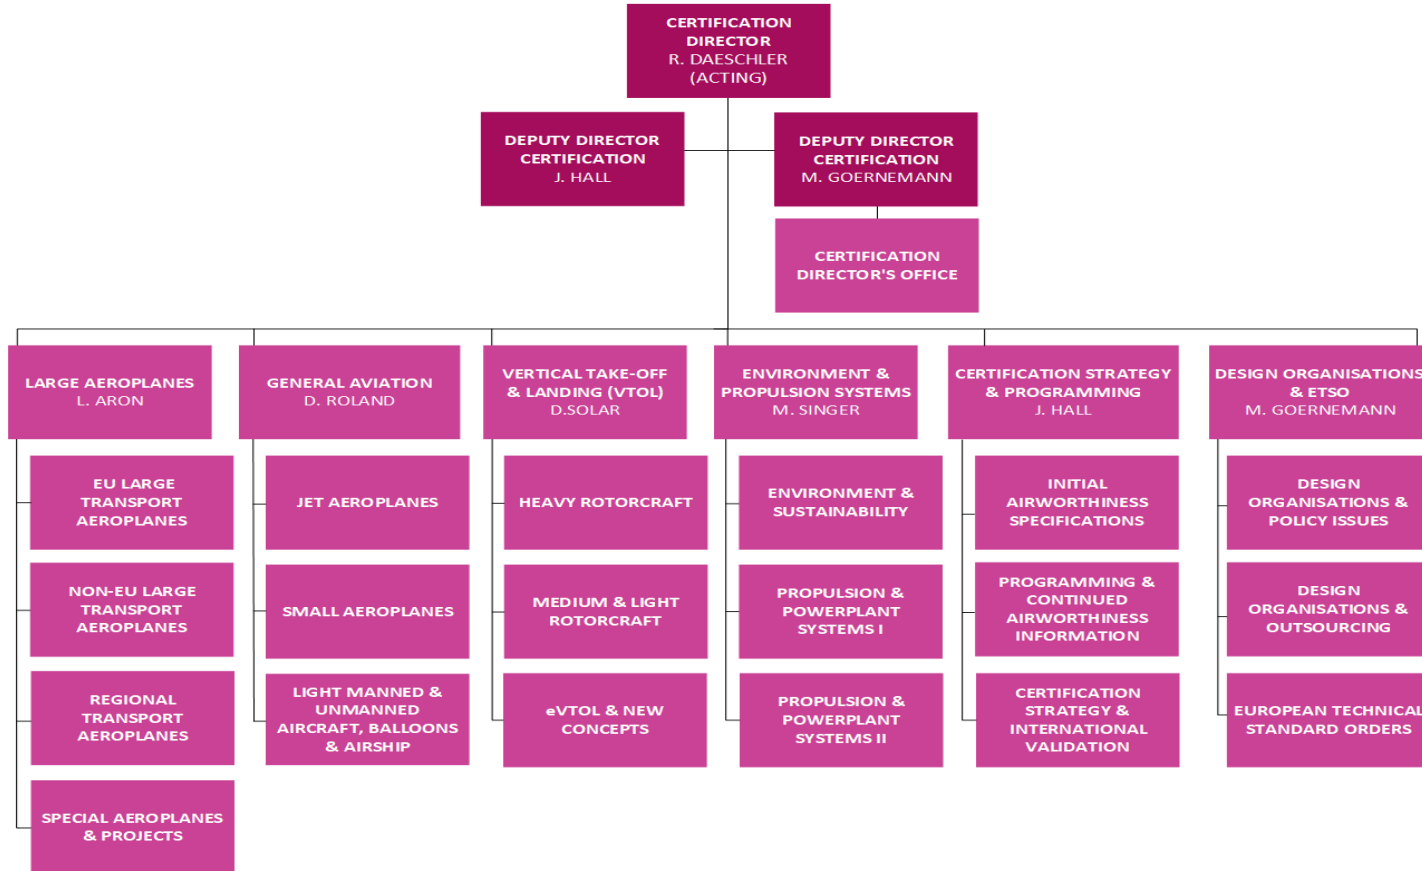 CERTIFICATION
DIRECTOR
R. DAESCHLER
(ACTING)
DEPUTY DIRECTOR
CERTIFICATION
J. HALL
DEPUTY DIRECTOR
CERTIFICATION
M. GOERNEMANN
CERTIFICATION
DIRECTOR'S OFFICE
LARGE AEROPLANES
L. ARON
EU LARGE
TRANSPORT
AEROPLANES
NON-EU LARGE
TRANSPORT
AEROPLANES
REGIONAL
TRANSPORT
AEROPLANES
SPECIAL AEROPLANES
& PROJECTS
GENERAL AVIATION
D. ROLAND
JET AEROPLANES
SMALL AEROPLANES
LIGHT MANNED &
UNMANNED
AIRCRAFT, BALLOONS
& AIRSHIP
VERTICAL TAKE-OFF
& LANDING (VTOL)
D.SOLAR
HEAVY ROTORCRAFT
MEDIUM & LIGHT
ROTORCRAFT
eVTOL & NEW
CONCEPTS
ENVIRONMENT &
PROPULSION SYSTEMS
M. SINGER
ENVIRONMENT &
SUSTAINABILITY
PROPULSION &
POWERPLANT
SYSTEMS I
PROPULSION &
POWERPLANT
SYSTEMS II
CERTIFICATION STRATEGY
& PROGRAMMING
J. HALL
INITIAL
AIRWORTHINESS
SPECIFICATIONS
PROGRAMMING &
CONTINUED
AIRWORTHINESS
INFORMATION
CERTIFICATION
STRATEGY &
INTERNATIONAL
VALIDATION
DESIGN ORGANISATIONS
& ETSO
M. GOERNEMANN
DESIGN
ORGANISATIONS &
POLICY ISSUES
DESIGN
ORGANISATIONS &
OUTSOURCING
EUROPEAN TECHNICAL
STANDARD ORDERS